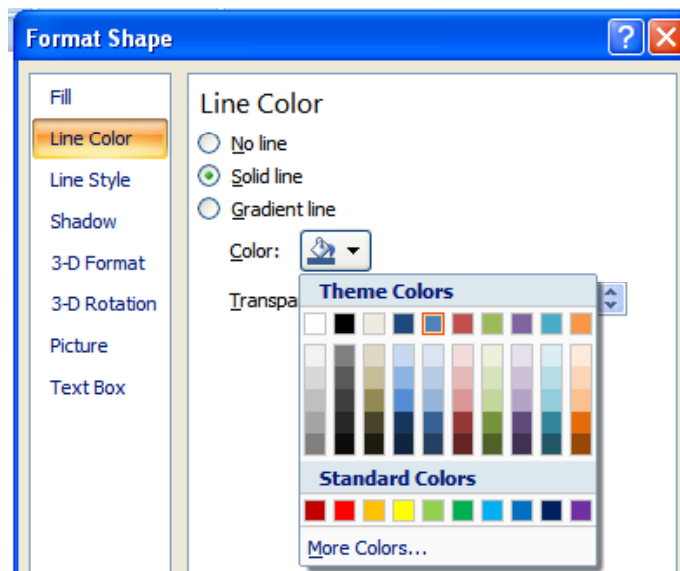 Format Shape
?
Fill
Line Color
Line Style
Shadow
3-D Format
3-D Rotation
Picture
Text Box
Line Color
No line
Solid line
Gradient line
Color:
Transpa
Theme Colors
Standard Colors
More Colors...